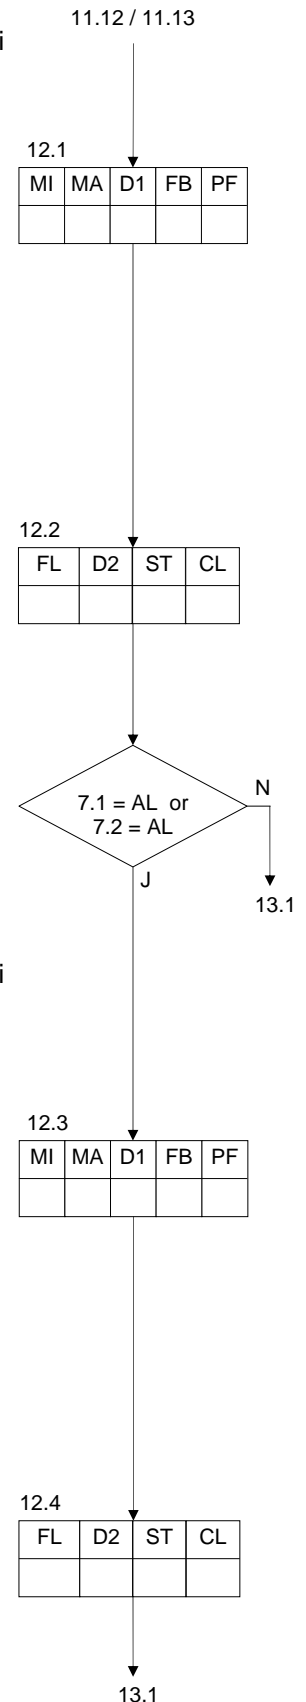 11.12 / 11.13
i
12.1
MI MA D1 FB PF
12.2
FL D2 ST CL
7.1 = AL or
7.2 = AL
N
J
13.1
i
12.3
MI MA D1 FB PF
12.4
FL D2 ST CL
13.1